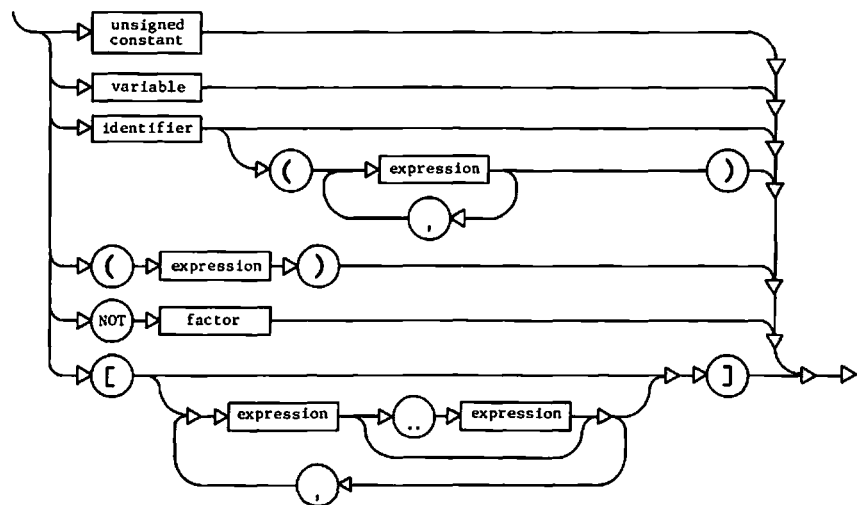 unsigned
constant
variable
identifier
( expression )
,
( expression )
NOT factor
[ ]
expression .. expression
,